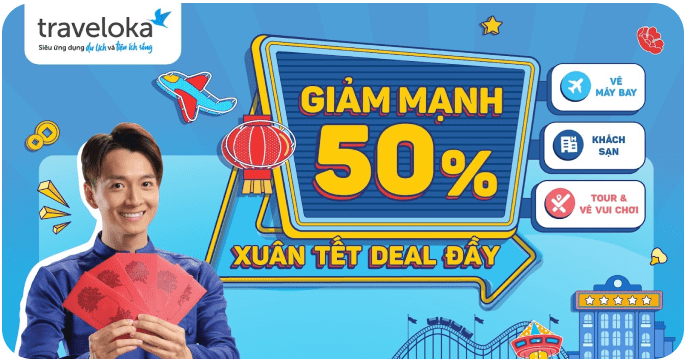 traveloka
Siêu ứng dụng du lịch và tiện ích sống
GIẢM MẠNH
50%
XUÂN TẾT DEAL ĐẦY
VÉ
MÁY BAY
KHÁCH
SẠN
TOUR &
VÉ VUI CHƠI